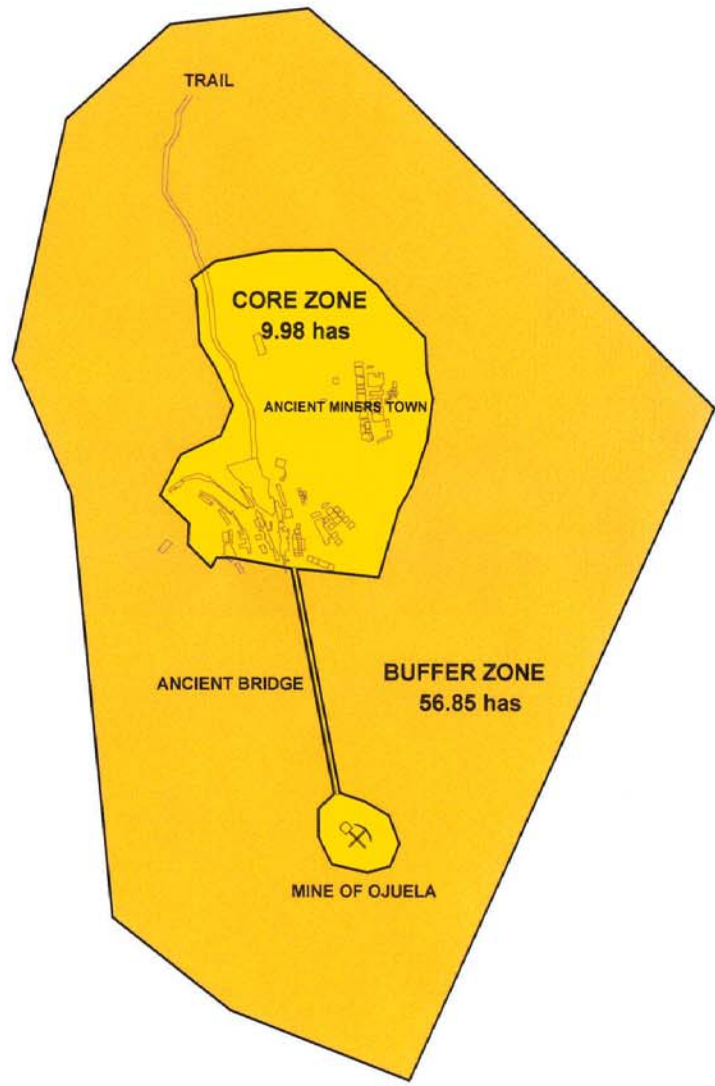 TRAIL
CORE ZONE
9.98 has
ANCIENT MINERS TOWN
ANCIENT BRIDGE
BUFFER ZONE
56.85 has
MINE OF OJUELA